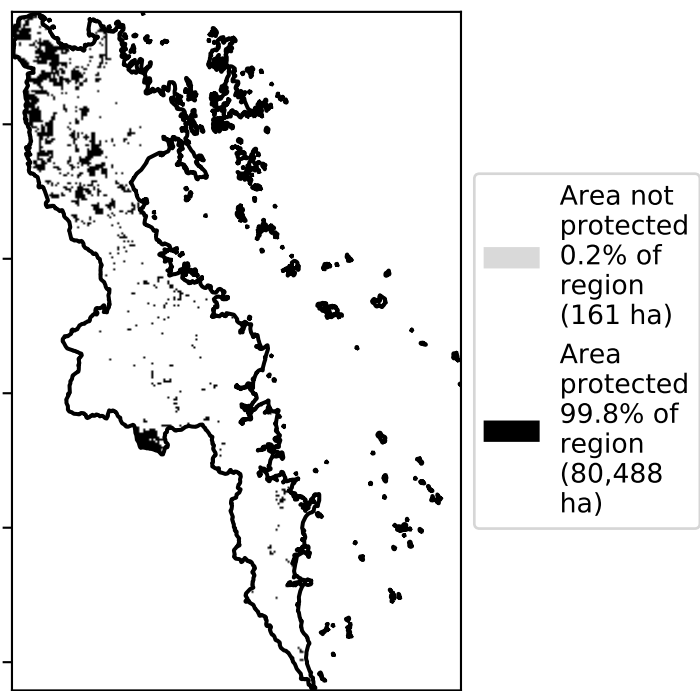 Area not
protected
0.2% of
region
(161 ha)
Area
protected
99.8% of
region
(80,488
ha)